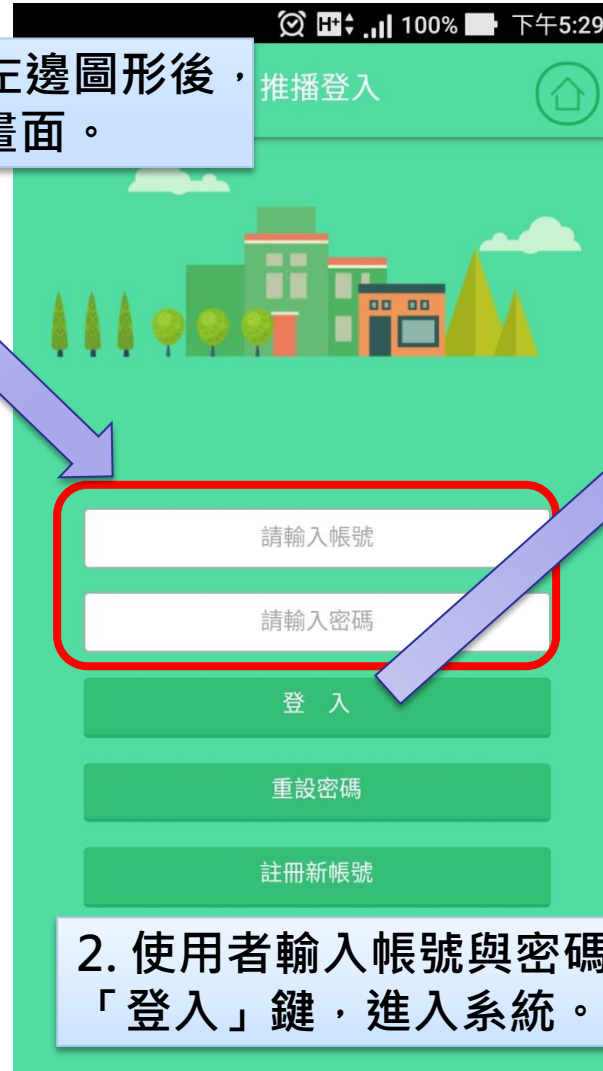 100% 下午5:29
左邊圖形後，
畫面。
推播登入
請輸入帳號
請輸入密碼
登 入
重設密碼
註冊新帳號
2. 使用者輸入帳號與密碼
「登入」鍵，進入系統。